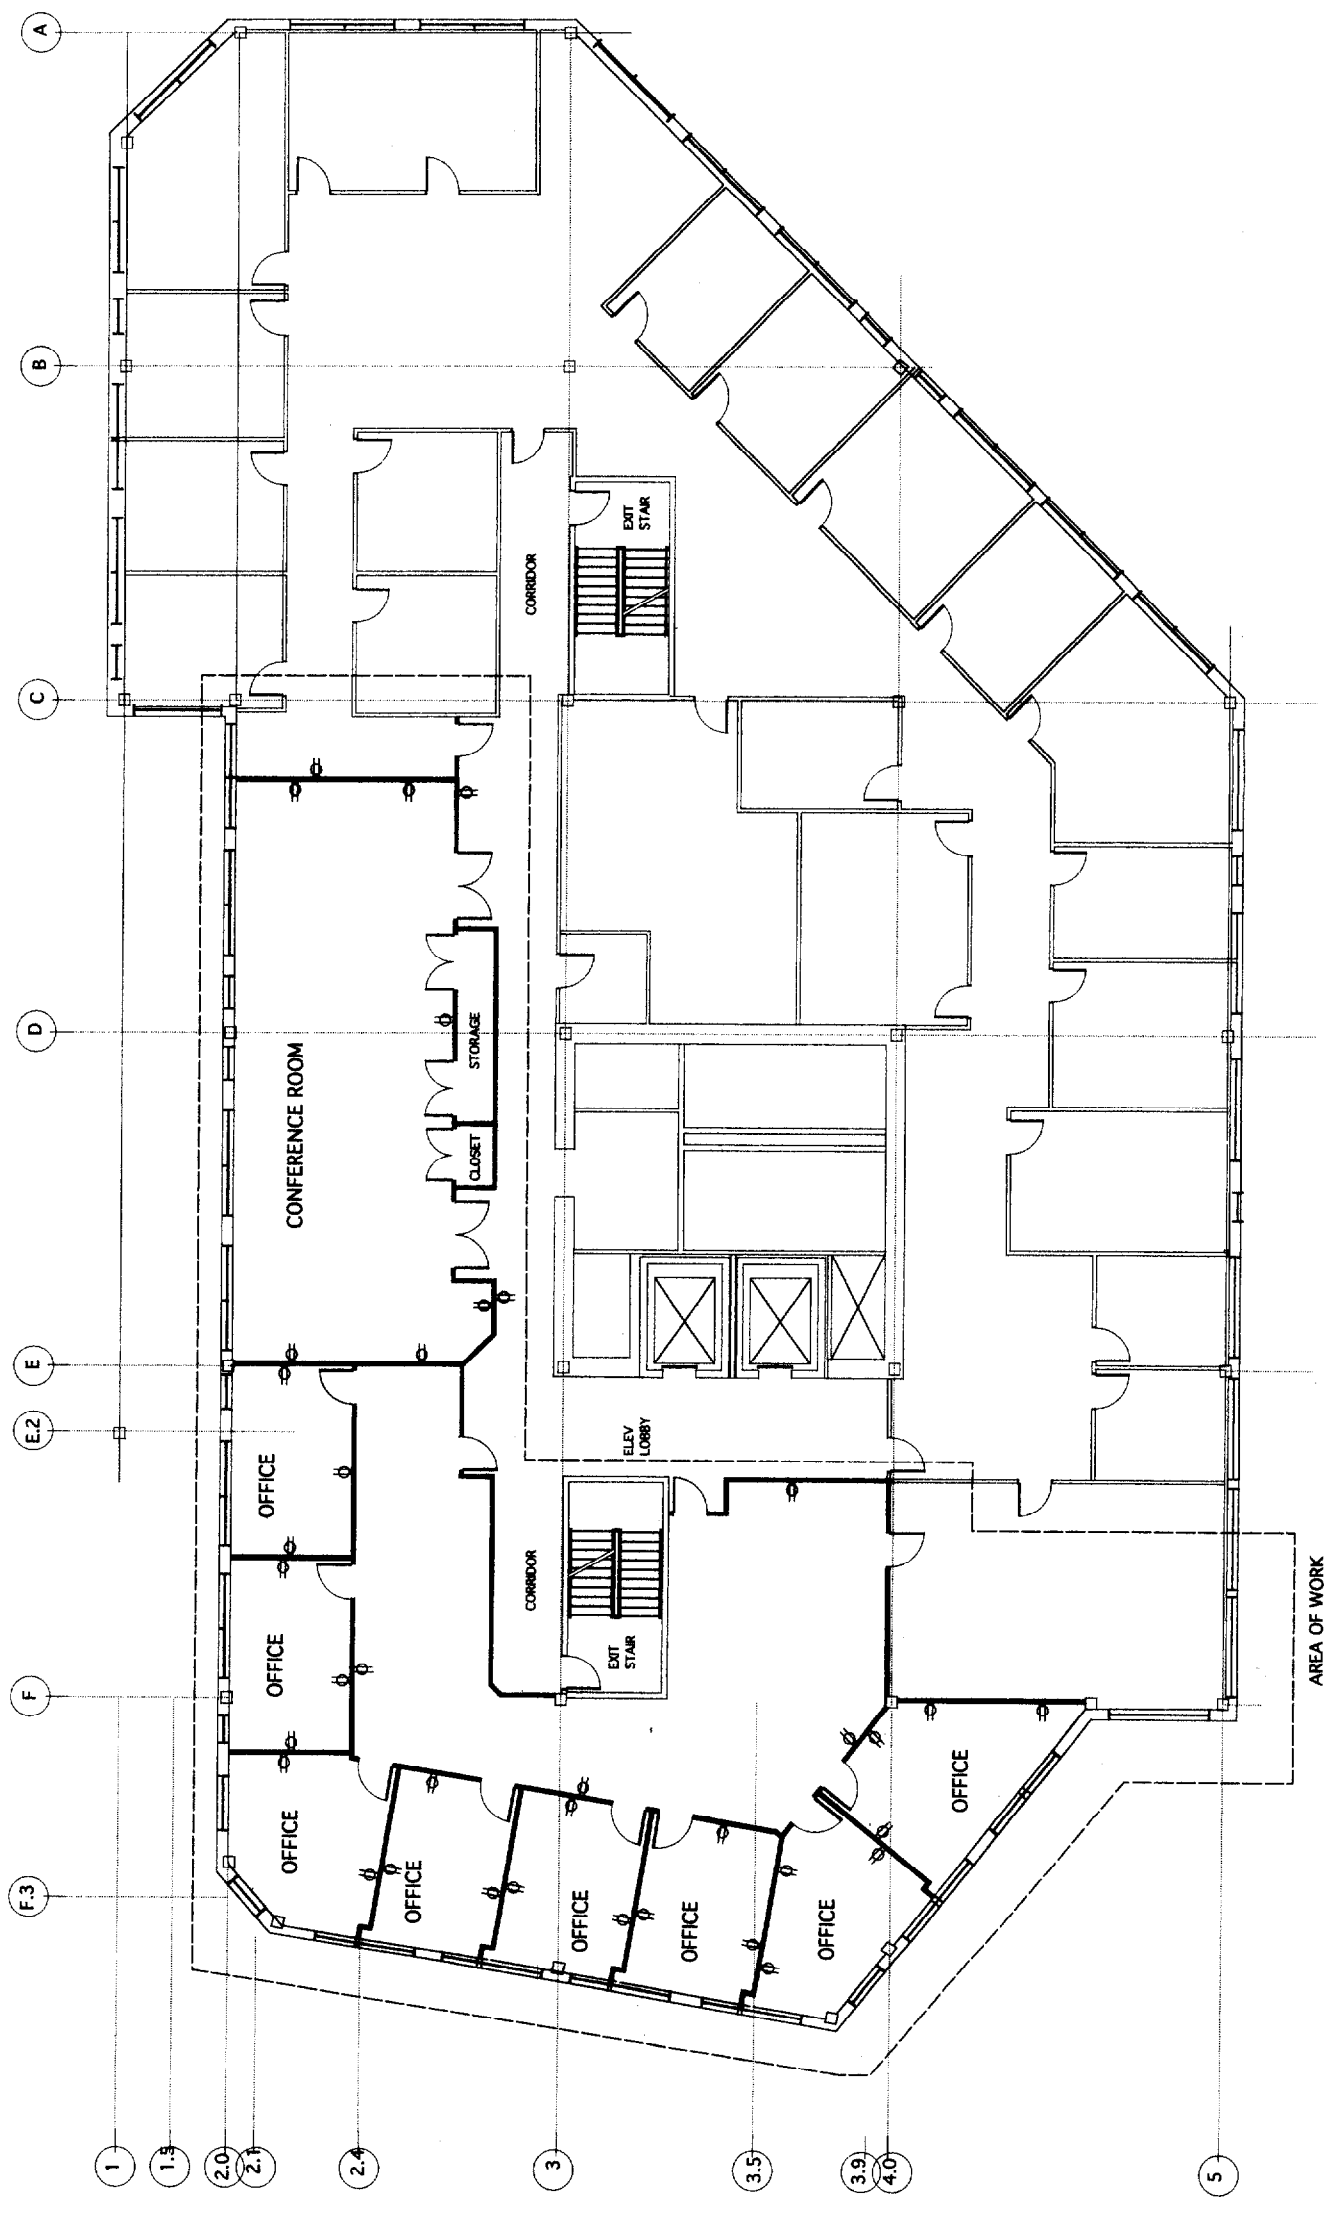 A
B
C
D
E
E.2
F
F.3
EXIT
STAIR
CORRIDOR
CONFERENCE ROOM
STORAGE
CLOSET
ELEV
LOBBY
OFFICE
OFFICE
CORRIDOR
EXIT
STAIR
OFFICE
OFFICE
OFFICE
OFFICE
OFFICE
OFFICE
AREA OF WORK
1
1.5
2.0
2.1
2.4
3
3.5
3.9
4.0
5